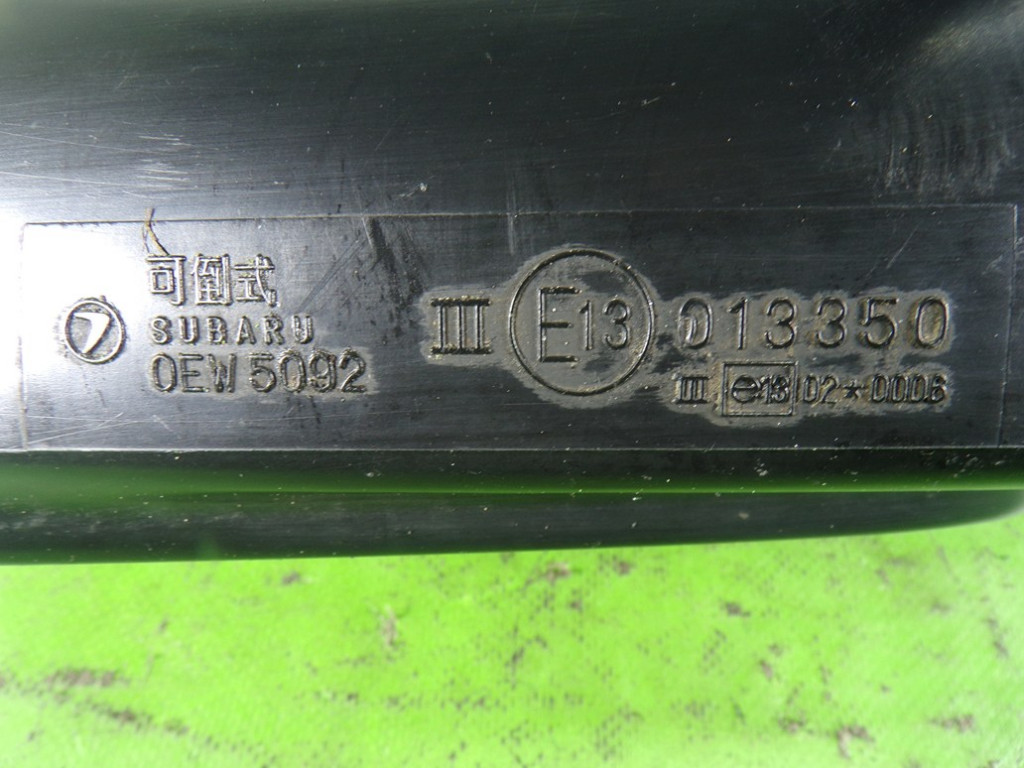 可倒式
SUBARU
OEW 5092
III E13 013350
III e13 02*0006